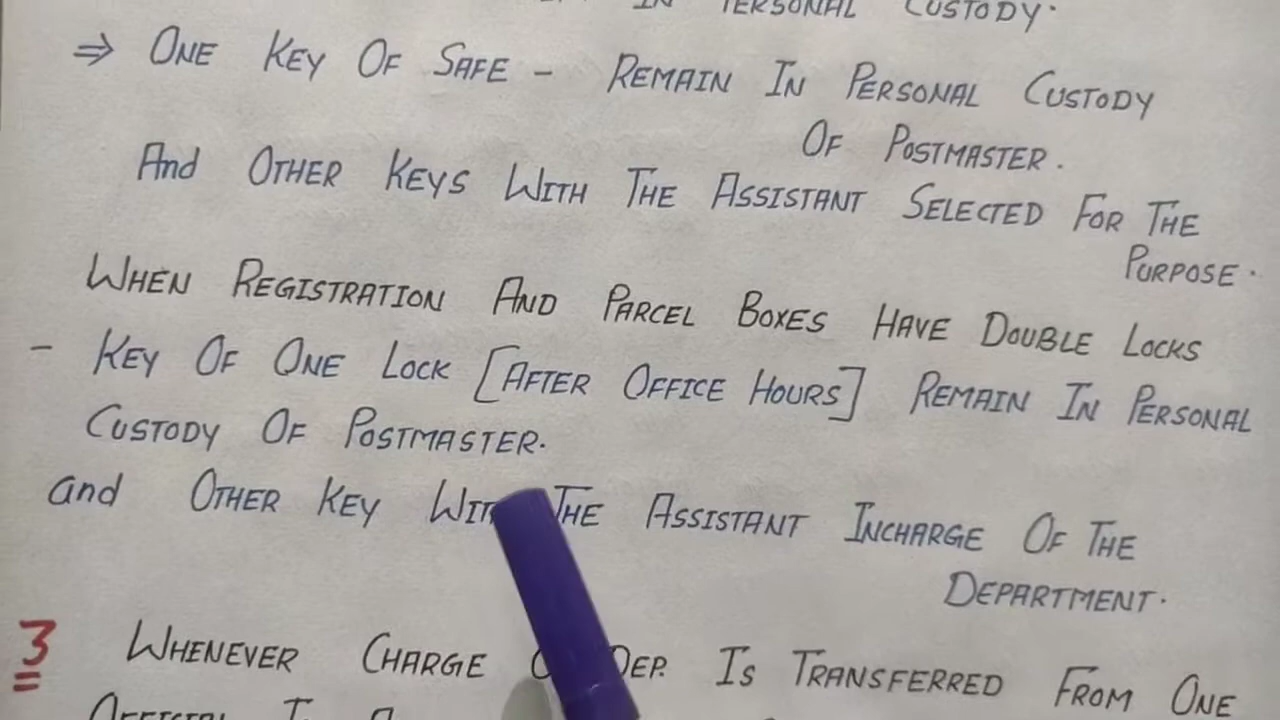 IN PERSONAL CUSTODY.
⇒ ONE KEY OF SAFE - REMAIN IN PERSONAL CUSTODY
OF POSTMASTER.
And OTHER KEYS WITH THE ASSISTANT SELECTED FOR THE
PURPOSE.
WHEN REGISTRATION AND PARCEL BOXES HAVE DOUBLE LOCKS
- KEY OF ONE LOCK [AFTER OFFICE HOURS] REMAIN IN PERSONAL
CUSTODY OF POSTMASTER.
and OTHER KEY THE ASSISTANT INCHARGE OF THE
DEPARTMENT.
3 WHENEVER CHARGE DEP. IS TRANSFERRED FROM ONE